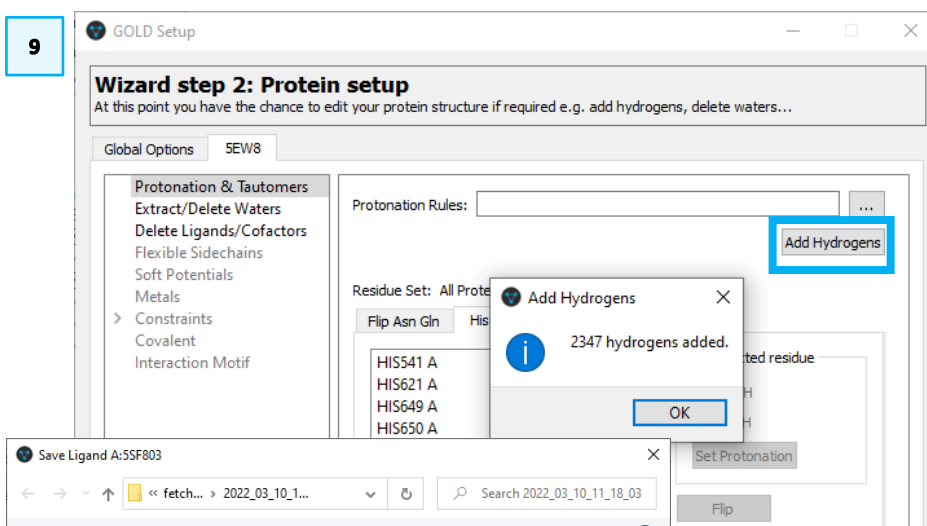 9
GOLD Setup
Wizard step 2: Protein setup
At this point you have the chance to edit your protein structure if required e.g. add hydrogens, delete waters...
Global Options
5EW8
Protonation & Tautomers
Extract/Delete Waters
Delete Ligands/Cofactors
Flexible Sidechains
Soft Potentials
Metals
Constraints
Covalent
Interaction Motif
Protonation Rules:
...
Add Hydrogens
Residue Set: All Prote
Flip Asn Gln
His
HIS541 A
HIS621 A
HIS649 A
HIS650 A
Add Hydrogens
2347 hydrogens added.
OK
cted residue
H
H
Set Protonation
Flip
Save Ligand A:5SF803
« fetch... > 2022_03_10_1...
Search 2022_03_10_11_18_03